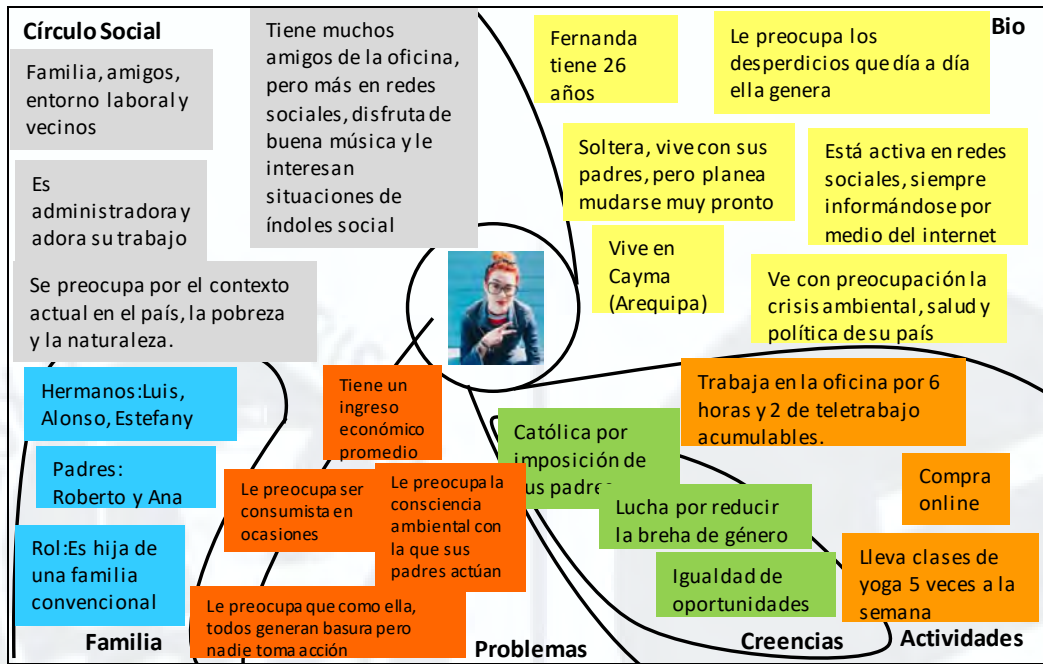 Círculo Social
Familia, amigos,
entorno laboral y
vecinos
Es
administradora y
adora su trabajo
Se preocupa por el contexto
actual en el país, la pobreza
y la naturaleza.
Tiene muchos
amigos de la oficina,
pero más en redes
sociales, disfruta de
buena música y le
interesan
situaciones de
índoles social
Bio
Fernanda
tiene 26
años
Le preocupa los
desperdicios que día a día
ella genera
Soltera, vive con sus
padres, pero planea
mudarse muy pronto
Está activa en redes
sociales, siempre
informándose por
medio del internet
Vive en
Cayma
(Arequipa)
Ve con preocupación la
crisis ambiental, salud y
política de su país
Hermanos:Luis,
Alonso, Estefany
Padres:
Roberto y Ana
Rol:Es hija de
una familia
convencional
Familia
Tiene un
ingreso
económico
promedio
Le preocupa ser
consumista en
ocasiones
Le preocupa la
consciencia
ambiental con
la que sus
padres actúan
Le preocupa que como ella,
todos generan basura pero
nadie toma acción
Problemas
Católica por
imposición de
sus padres
Lucha por reducir
la breha de género
Igualdad de
oportunidades
Creencias
Trabaja en la oficina por 6
horas y 2 de teletrabajo
acumulables.
Compra
online
Lleva clases de
yoga 5 veces a la
semana
Actividades